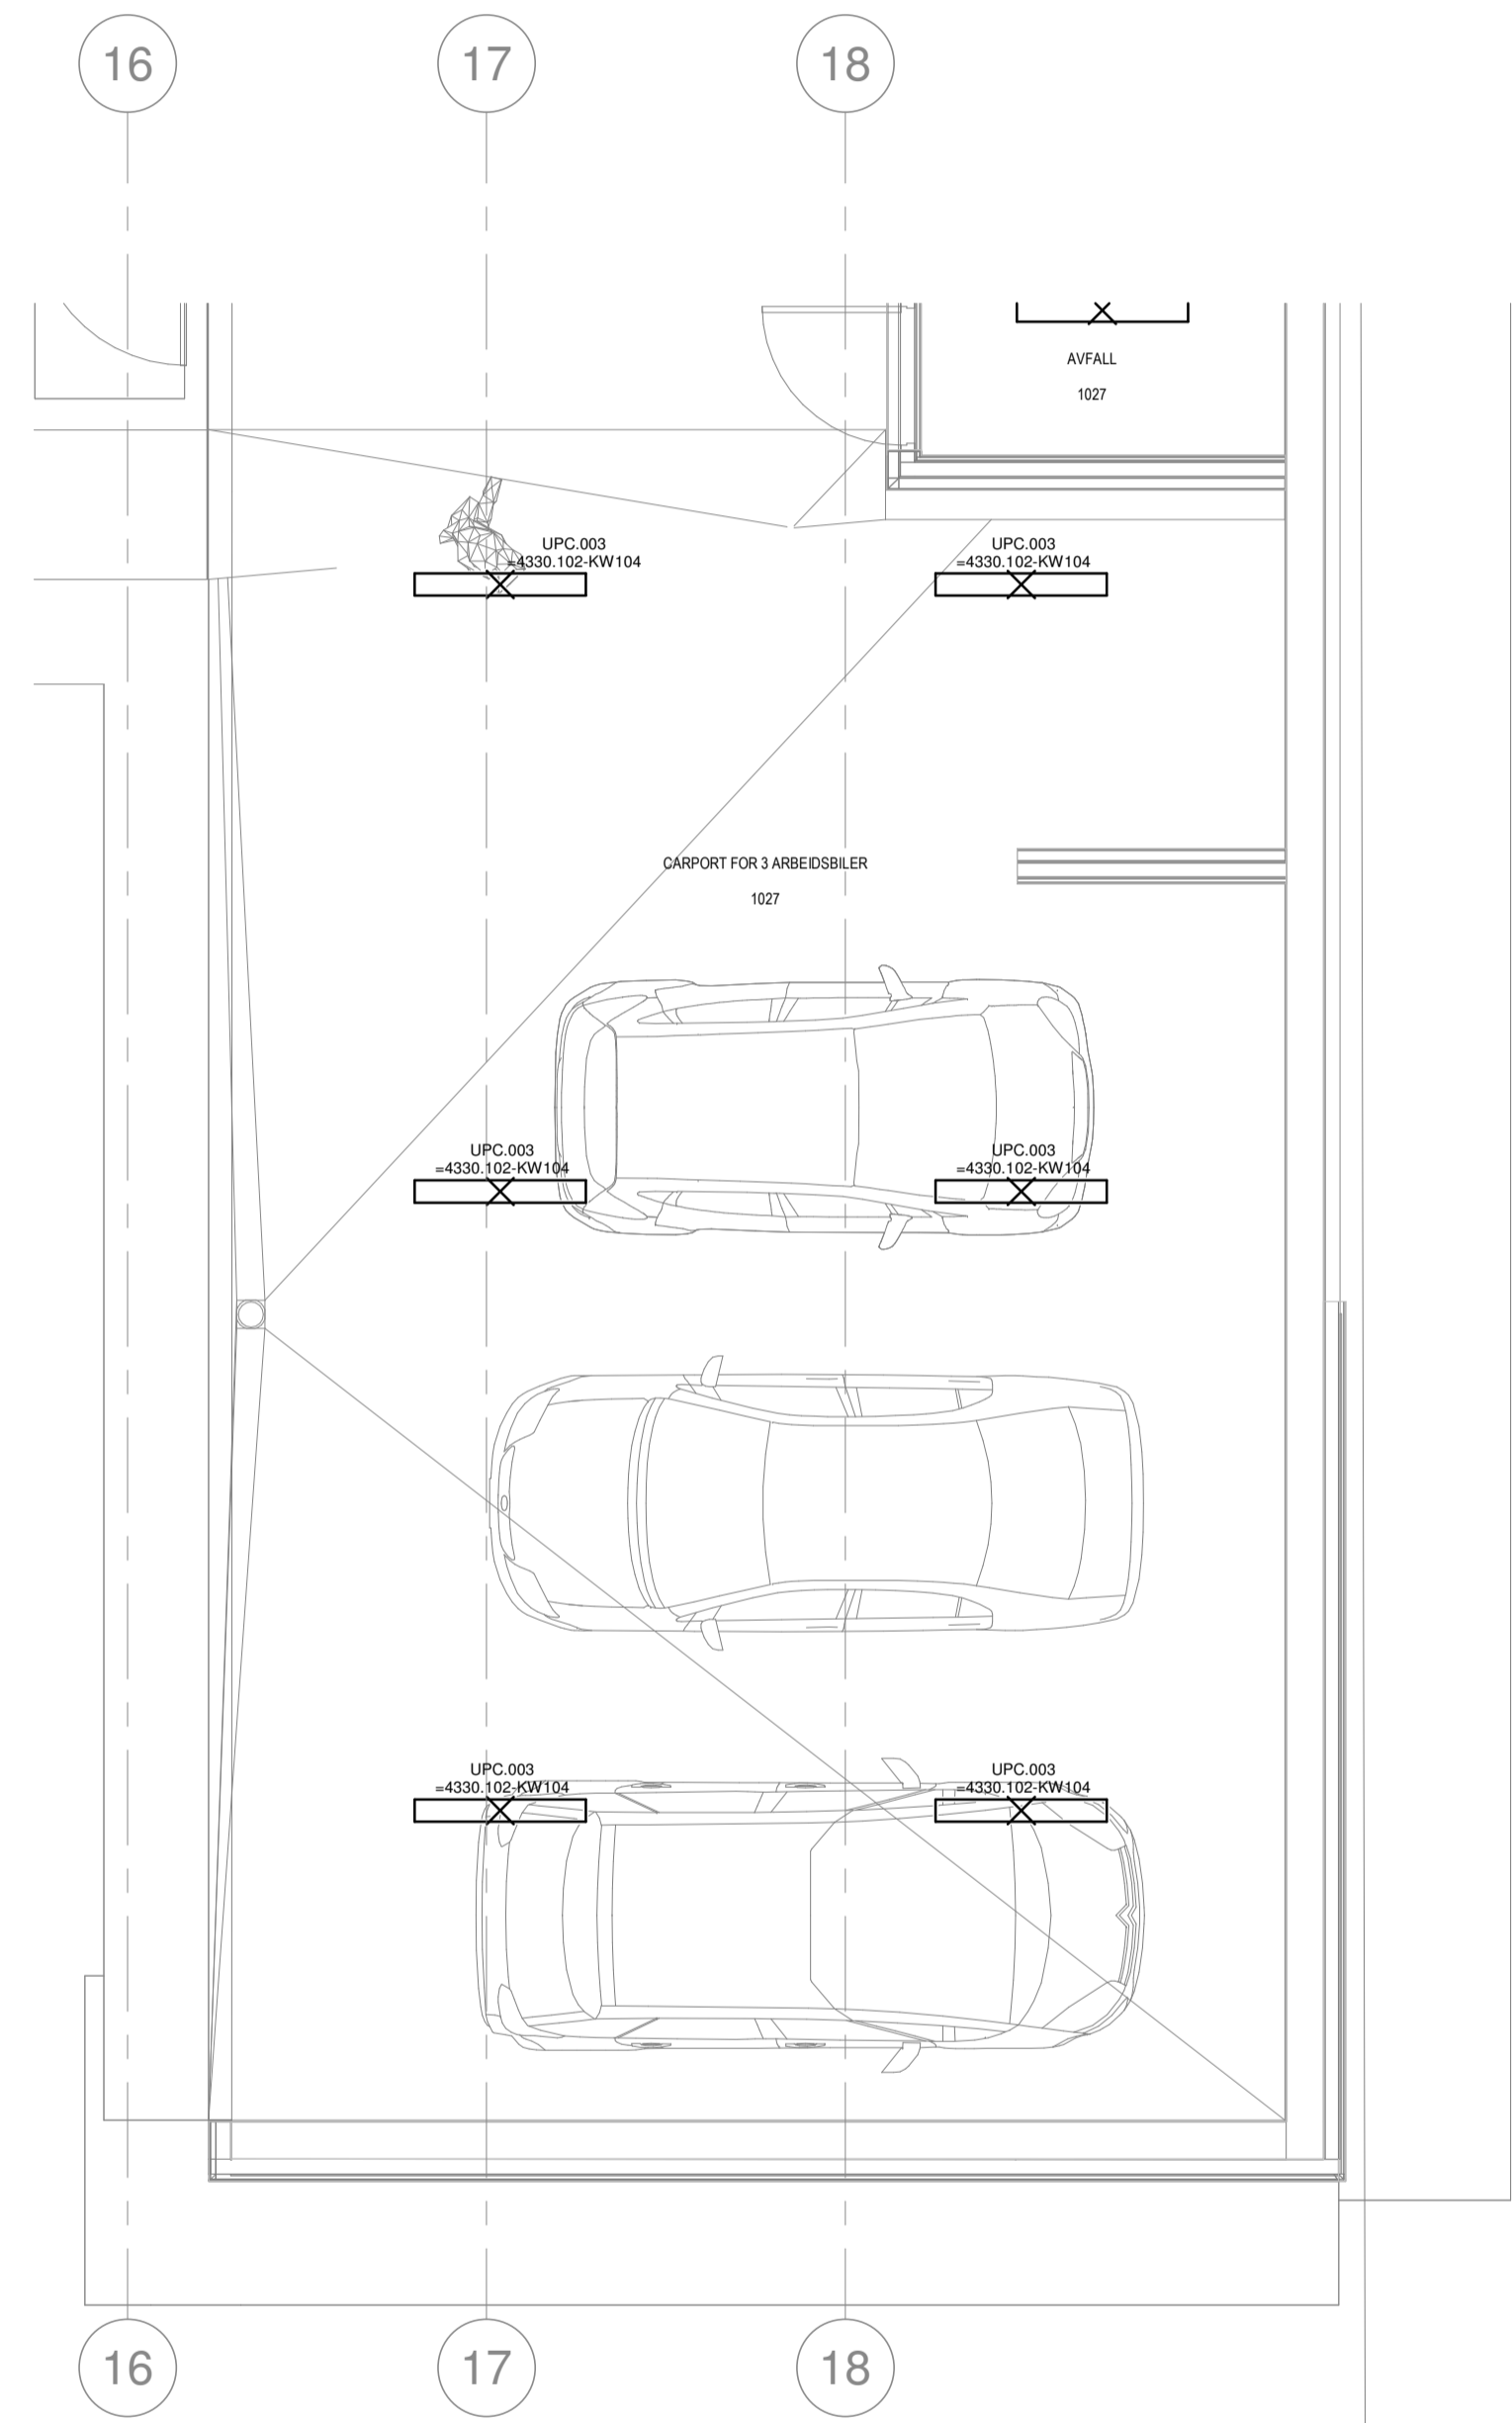 16
17
18
AVFALL
1027
UPC.003
=4330.102-KW104
UPC.003
=4330.102-KW104
CARPORT FOR 3 ARBEIDSBILER
1027
UPC.003
=4330.102-KW104
UPC.003
=4330.102-KW104
UPC.003
=4330.102-KW104
UPC.003
=4330.102-KW104
16
17
18